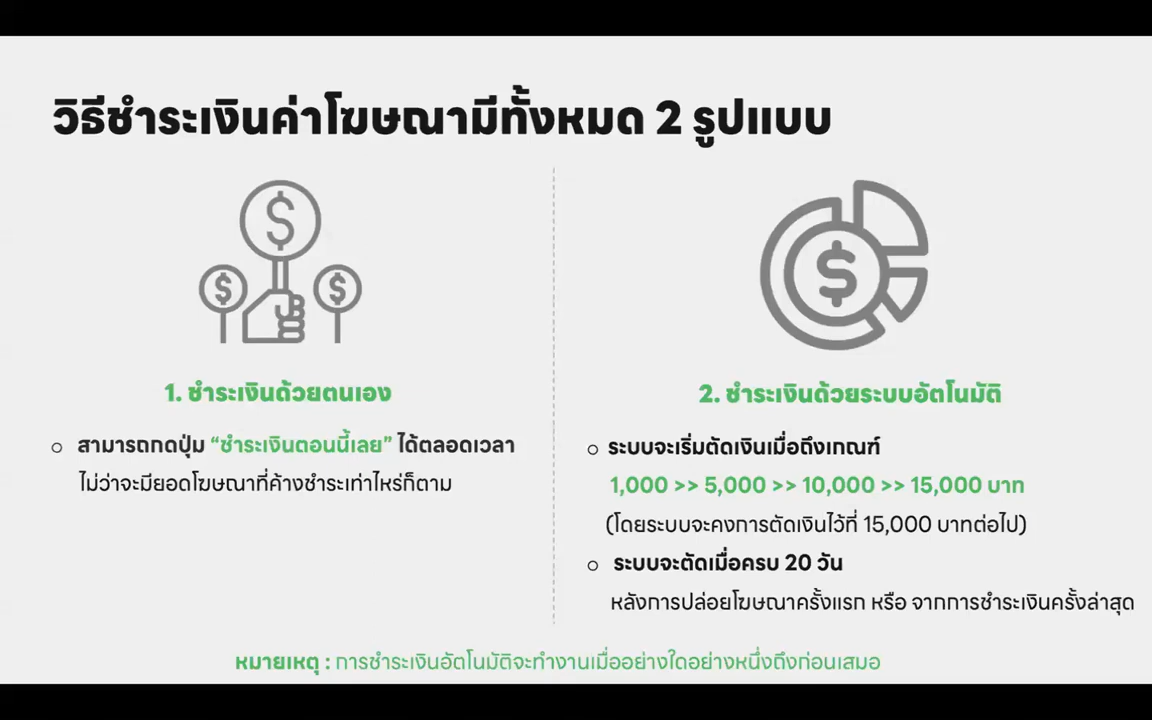 วิธีชำระเงินค่าโฆษณามีทั้งหมด 2 รูปแบบ
1. ชำระเงินด้วยตนเอง
สามารถกดปุ่ม “ชำระเงินตอนนี้เลย” ได้ตลอดเวลา
ไม่ว่าจะมียอดโฆษณาที่ค้างชำระเท่าไหร่ก็ตาม
2. ชำระเงินด้วยระบบอัตโนมัติ
ระบบจะเริ่มตัดเงินเมื่อถึงเกณฑ์
1,000 >> 5,000 >> 10,000 >> 15,000 บาท
(โดยระบบจะคงการตัดเงินไว้ที่ 15,000 บาทต่อไป)
ระบบจะตัดเมื่อครบ 20 วัน
หลังการปล่อยโฆษณาครั้งแรก หรือ จากการชำระเงินครั้งล่าสุด
หมายเหตุ : การชำระเงินอัตโนมัติจะทำงานเมื่ออย่างใดอย่างหนึ่งถึงก่อนเสมอ